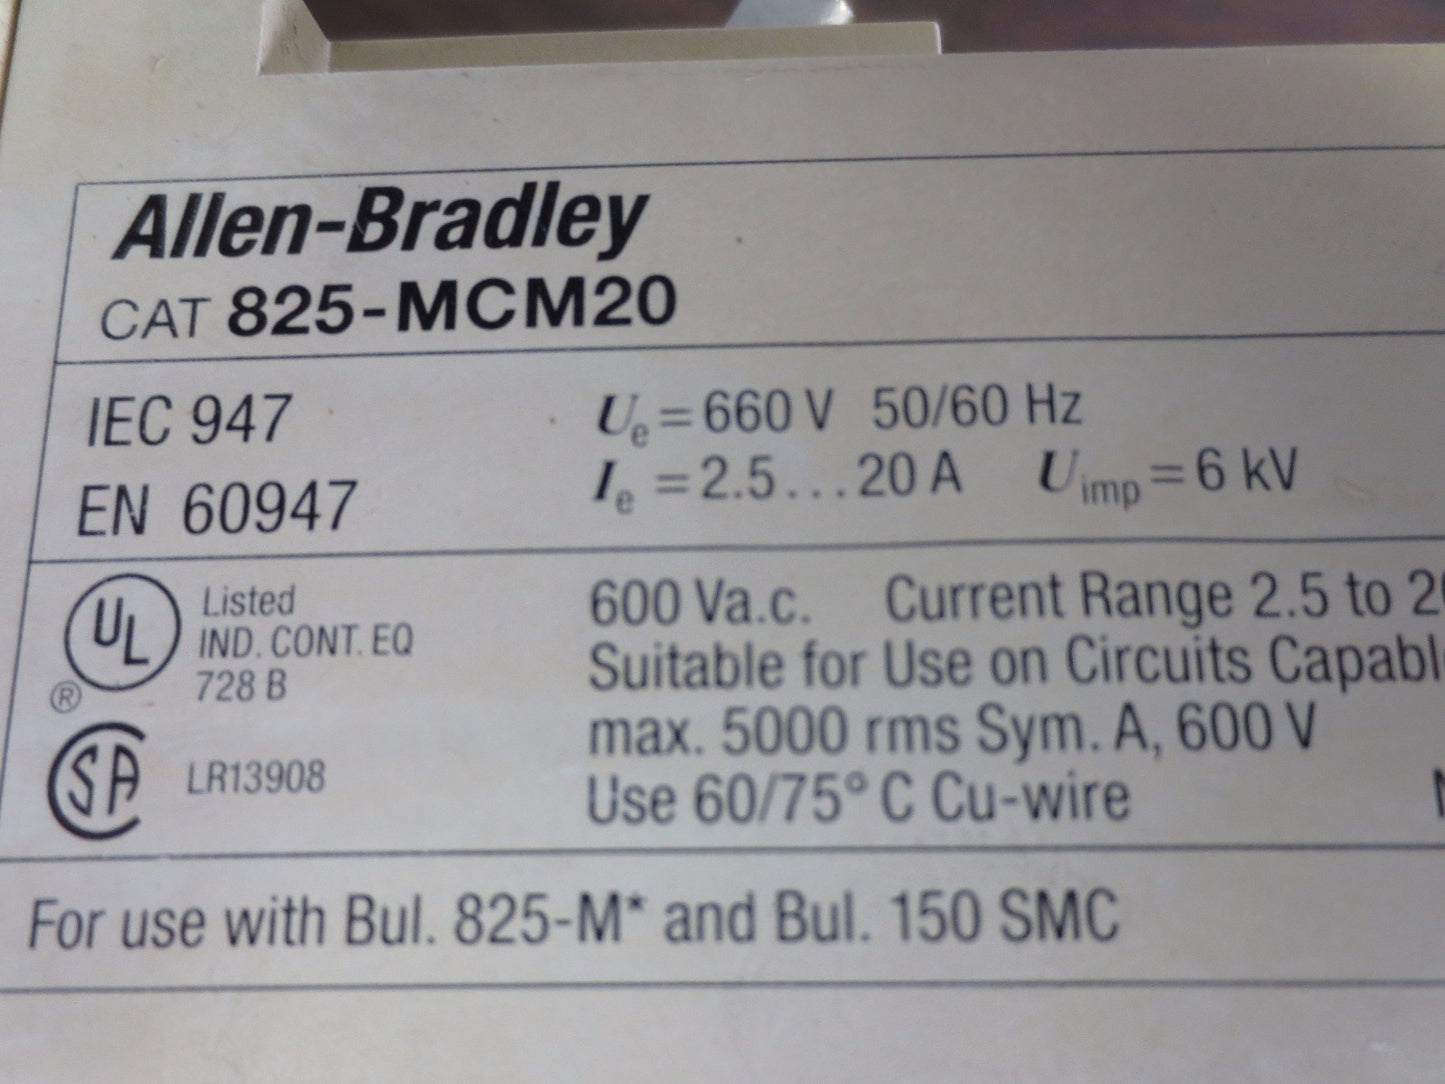 Allen-Bradley
CAT 825-MCM20
IEC 947
EN 60947
Ue = 660 V 50/60 Hz
Ie = 2.5...20 A Uimp = 6 kV
UL ®
Listed
IND. CONT. EQ
728 B
SA
LR13908
600 Va.c. Current Range 2.5 to
Suitable for Use on Circuits
max. 5000 rms Sym. A, 600 V
Use 60/75° C Cu-wire
For use with Bul. 825-M* and Bul. 150 SMC